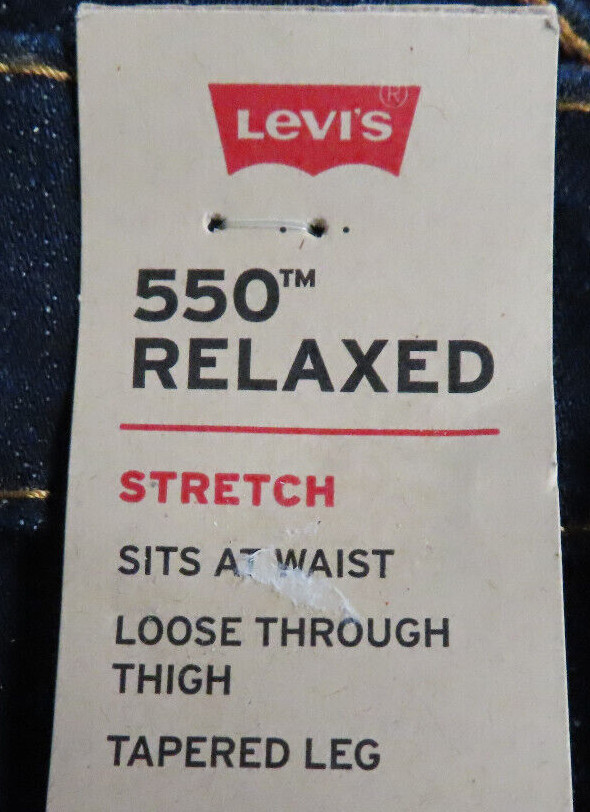 LEVI'S®
550™
RELAXED
STRETCH
SITS AT WAIST
LOOSE THROUGH
THIGH
TAPERED LEG